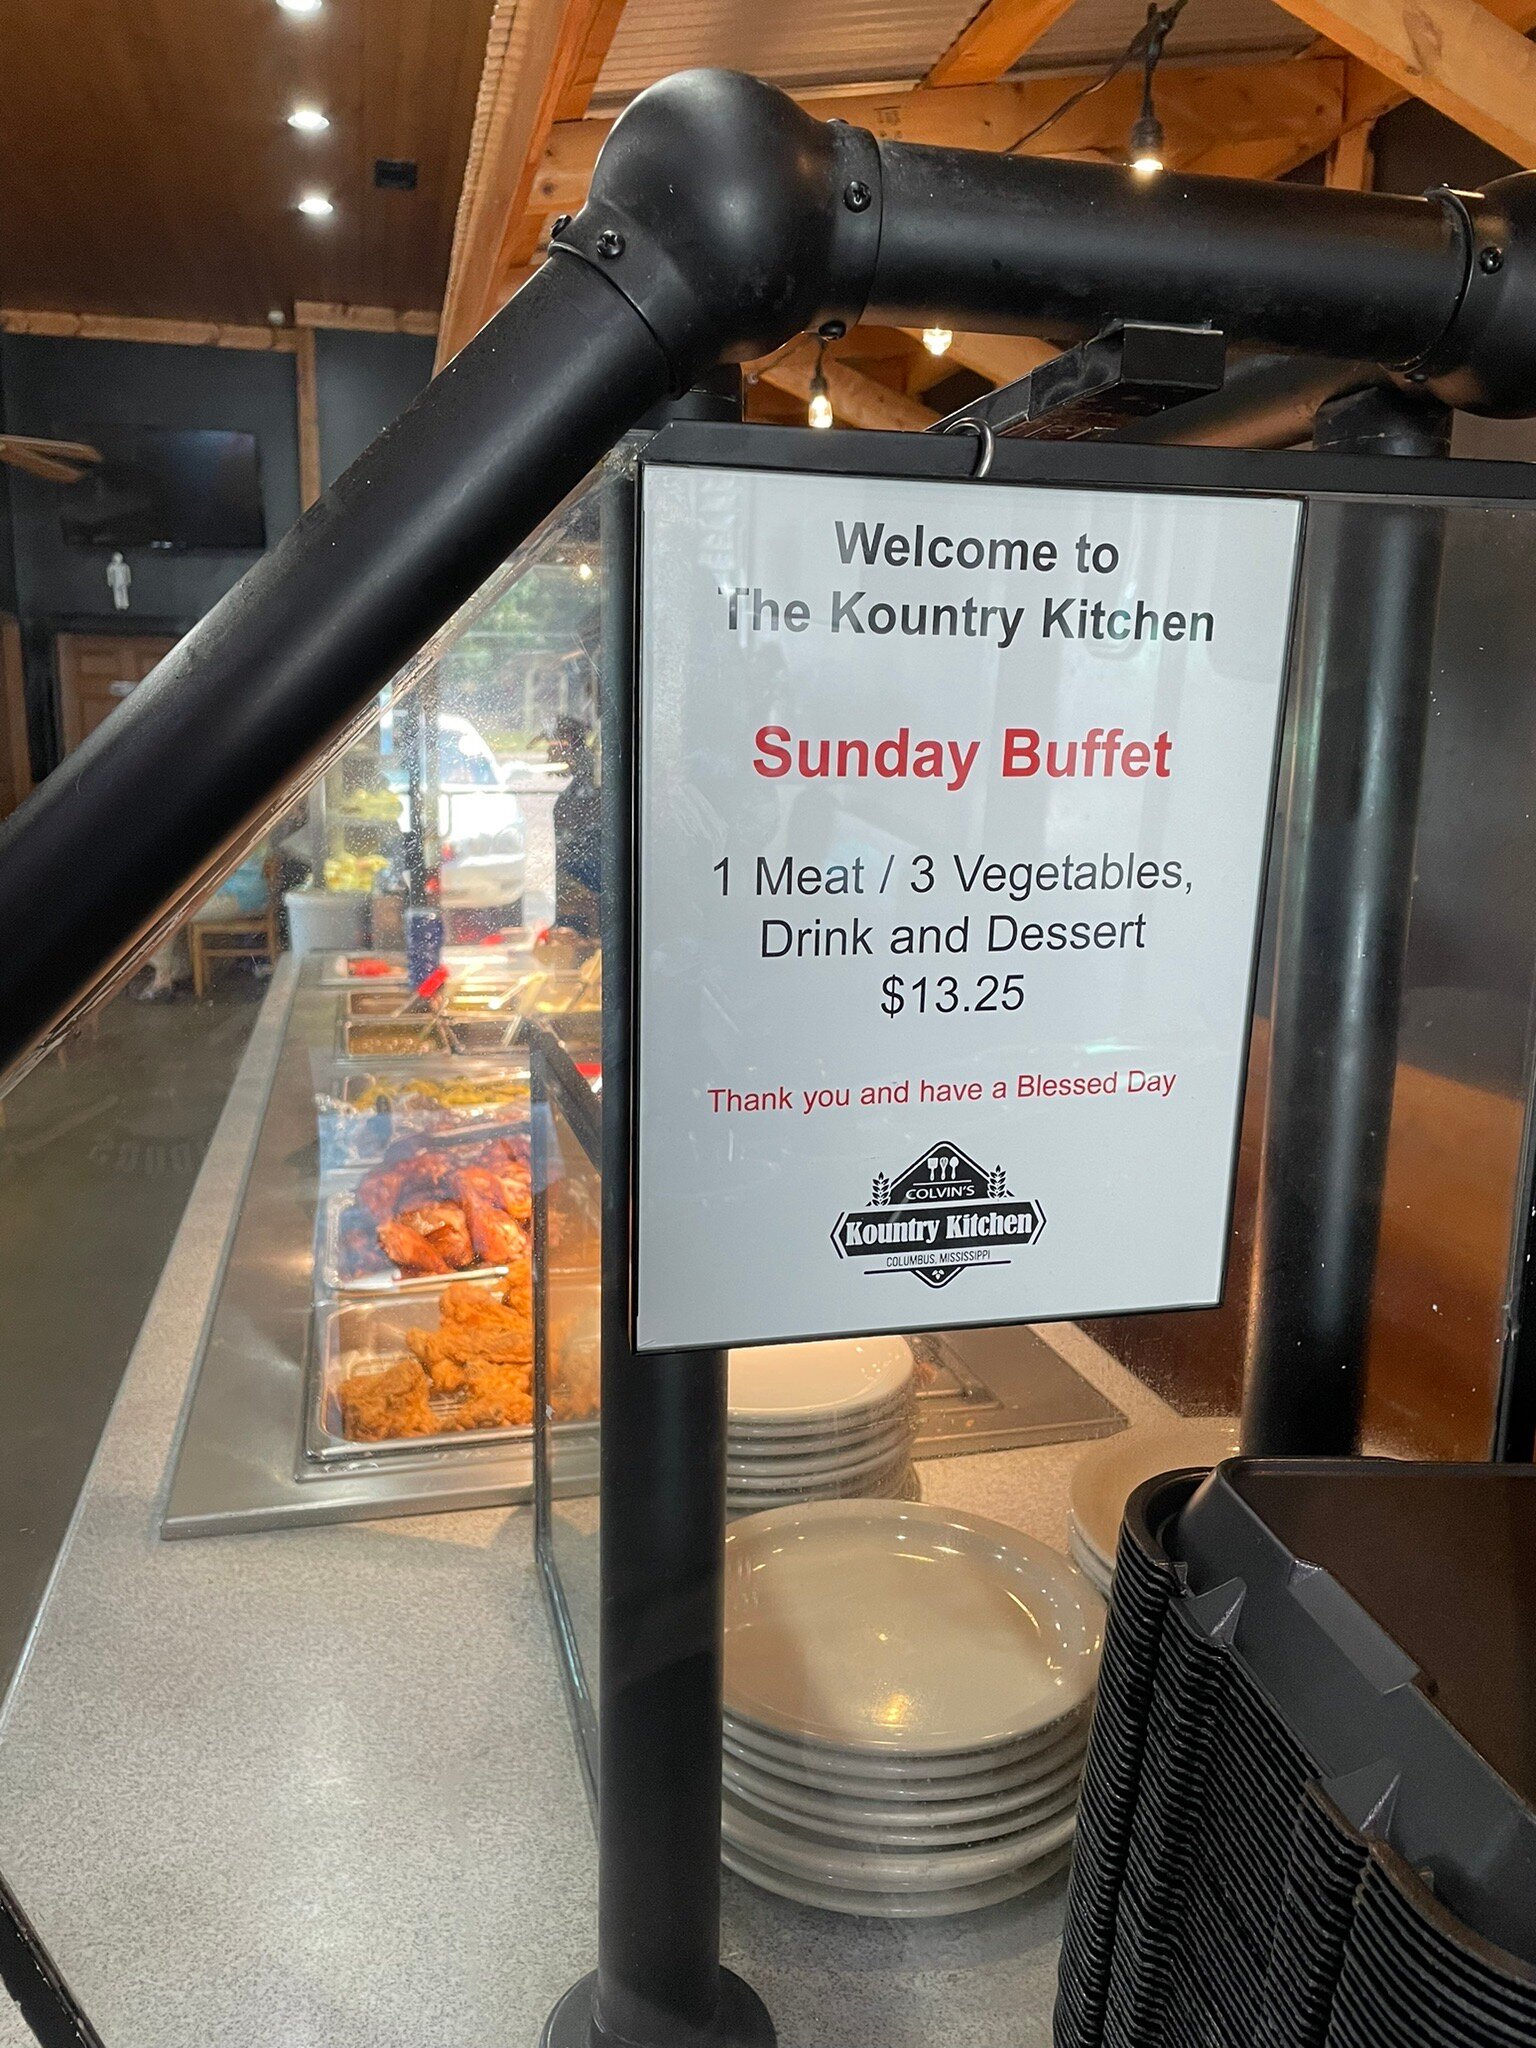 Welcome to
The Kountry Kitchen
Sunday Buffet
1 Meat / 3 Vegetables,
Drink and Dessert
$13.25
Thank you and have a Blessed Day
COLVIN'S
Kountry Kitchen
COLUMBUS, MISSISSIPPI